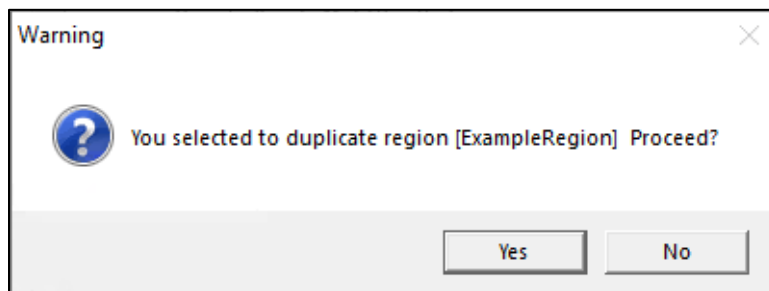 Warning
You selected to duplicate region [ExampleRegion]  Proceed?
Yes
No